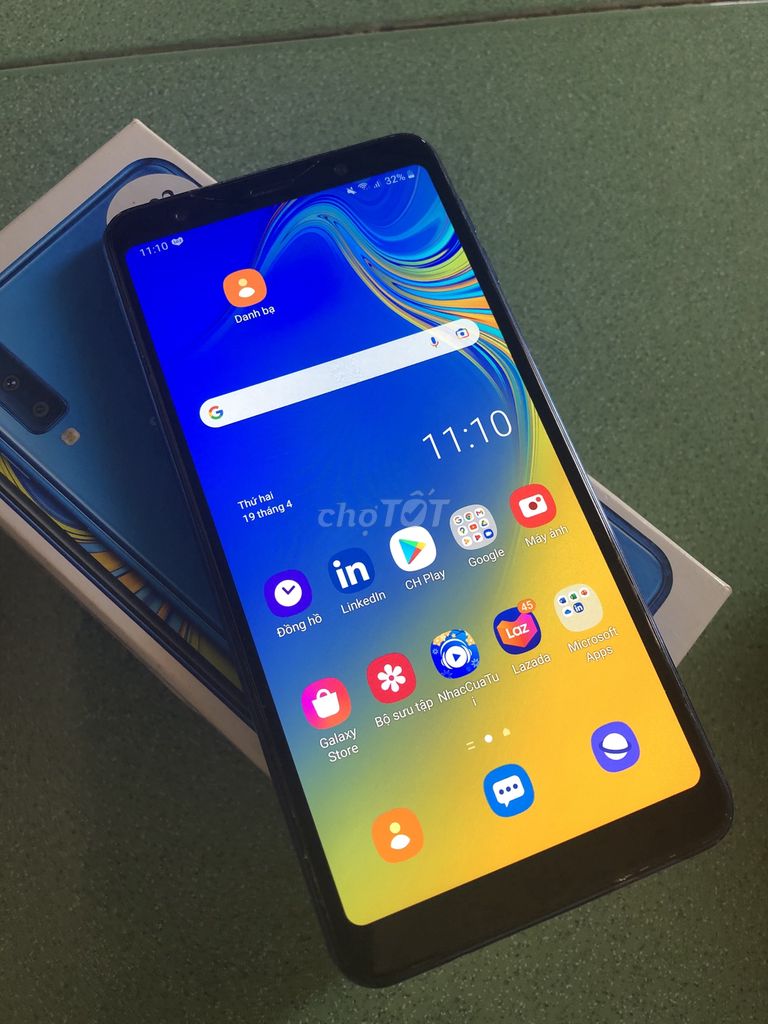 11:10
32%
Danh bạ
G
11:10
Thứ hai
19 tháng 4
chợTỐT
Đồng hồ
in
LinkedIn
CH Play
Google
Máy ảnh
Galaxy
Store
Bộ sưu tập
NhacCuaTu
i
Laz
45
Lazada
Microsoft
Apps